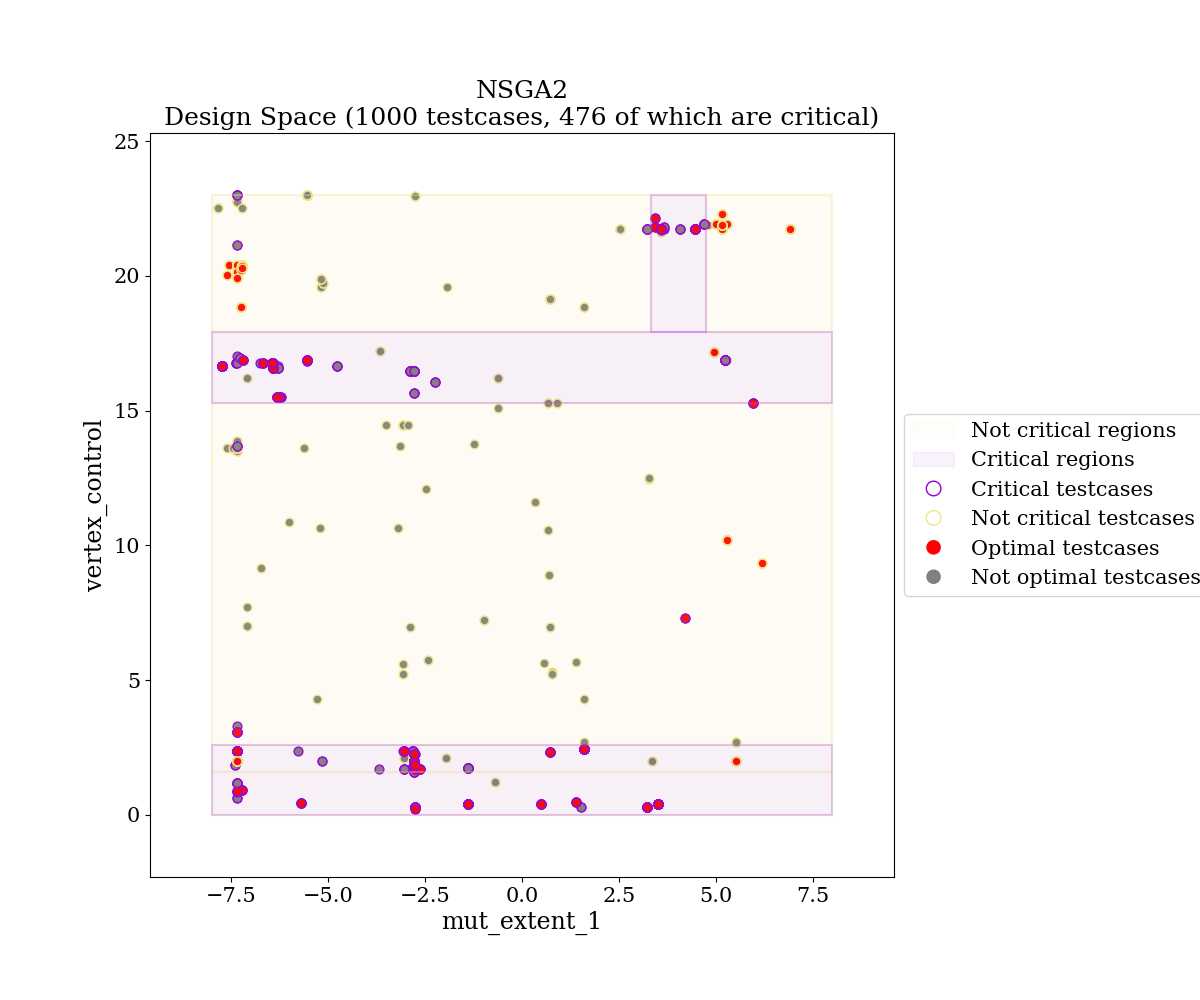 NSGA2
Design Space (1000 testcases, 476 of which are critical)
25
20
15
10
5
0
vertex_control
−7.5
−5.0
−2.5
0.0
2.5
5.0
7.5
mut_extent_1
Not critical regions
Critical regions
Critical testcases
Not critical testcases
Optimal testcases
Not optimal testcases